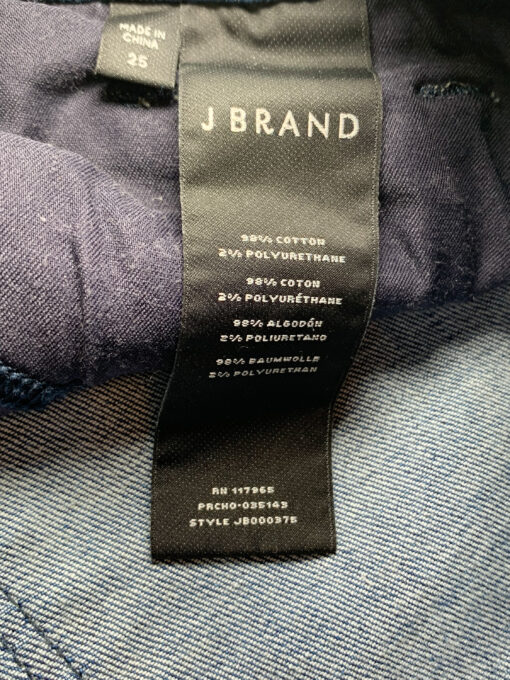 MADE IN
CHINA
25
J BRAND
98% COTTON
2% POLYURETHANE
98% COTON
2% POLYURÉTHANE
98% ALGODÓN
2% POLIURETANO
98% BAUMWOLLE
2% POLYURETHAN
RN 117965
PRCHO-035143
STYLE JB000375